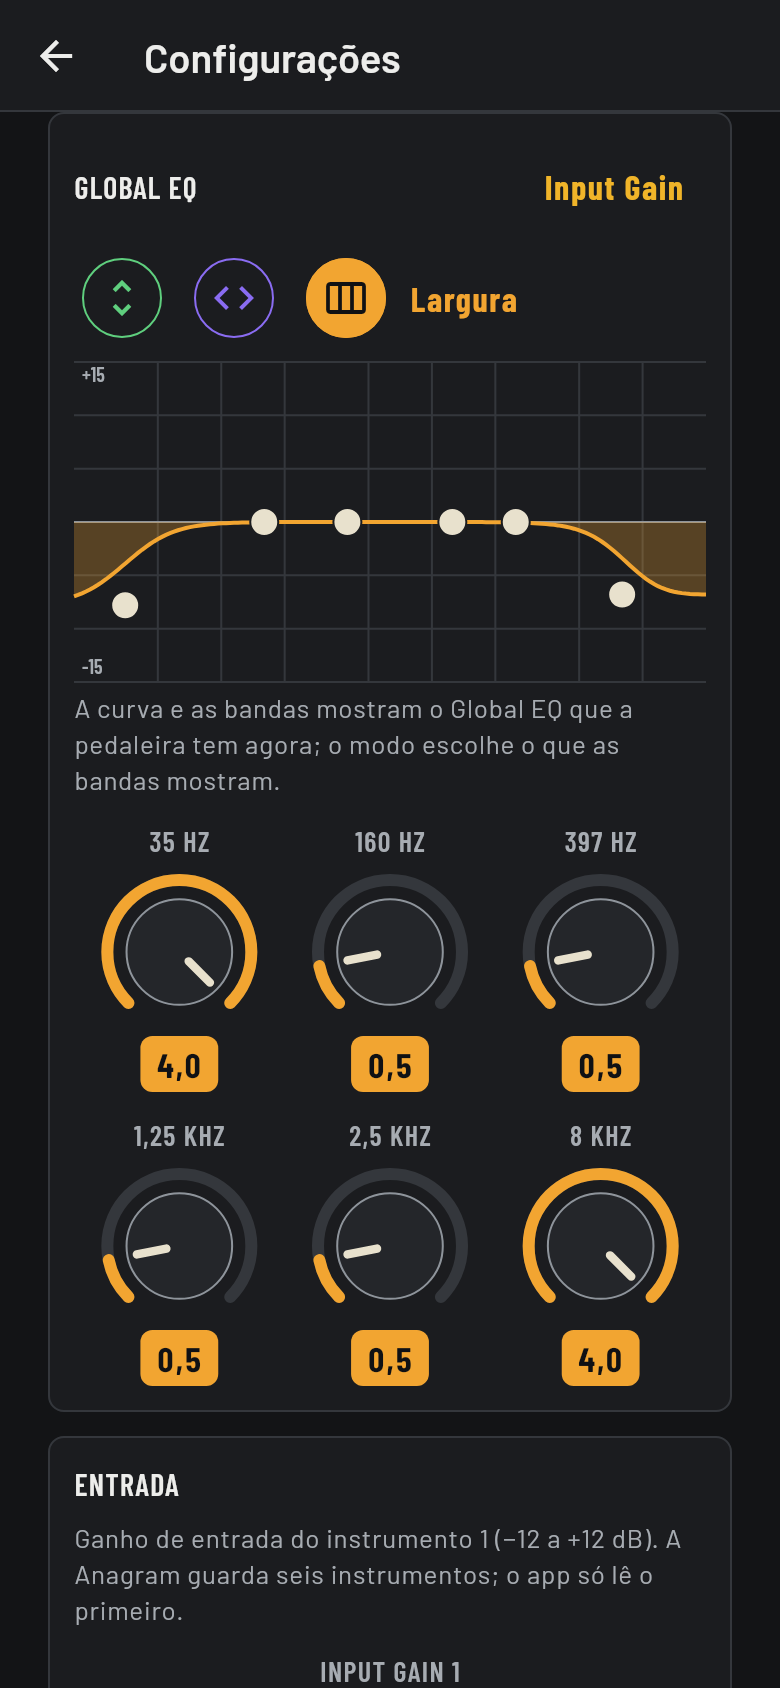 Configurações
GLOBAL EQ
Input Gain
Largura
+15
-15
A curva e as bandas mostram o Global EQ que a
pedaleira tem agora; o modo escolhe o que as
bandas mostram.
35 HZ
160 HZ
397 HZ
4,0
0,5
0,5
1,25 KHZ
2,5 KHZ
8 KHZ
0,5
0,5
4,0
ENTRADA
Ganho de entrada do instrumento 1 (−12 a +12 dB). A
Anagram guarda seis instrumentos; o app só lê o
primeiro.
INPUT GAIN 1